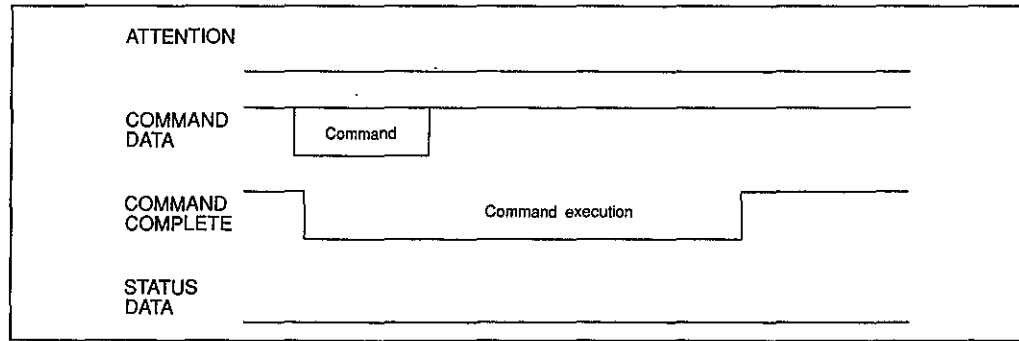 ATTENTION
COMMAND
DATA
Command
COMMAND
COMPLETE
Command execution
STATUS
DATA